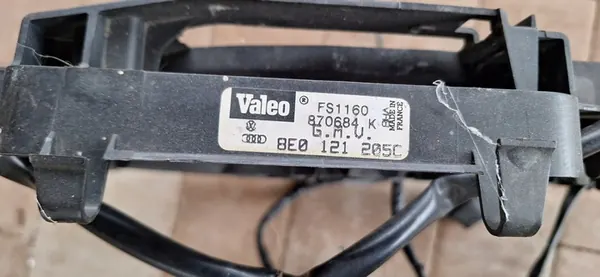 Valeo ® FS1160
870684 K
G.M.V.
8E0 121 205C
MADE IN
FRANCE